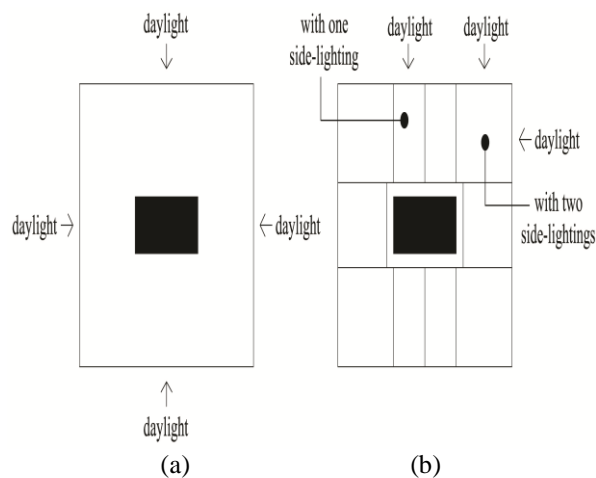 daylight
daylight
daylight
daylight
(a)
with one
side-lighting
daylight
daylight
daylight
with two
side-lightings
(b)